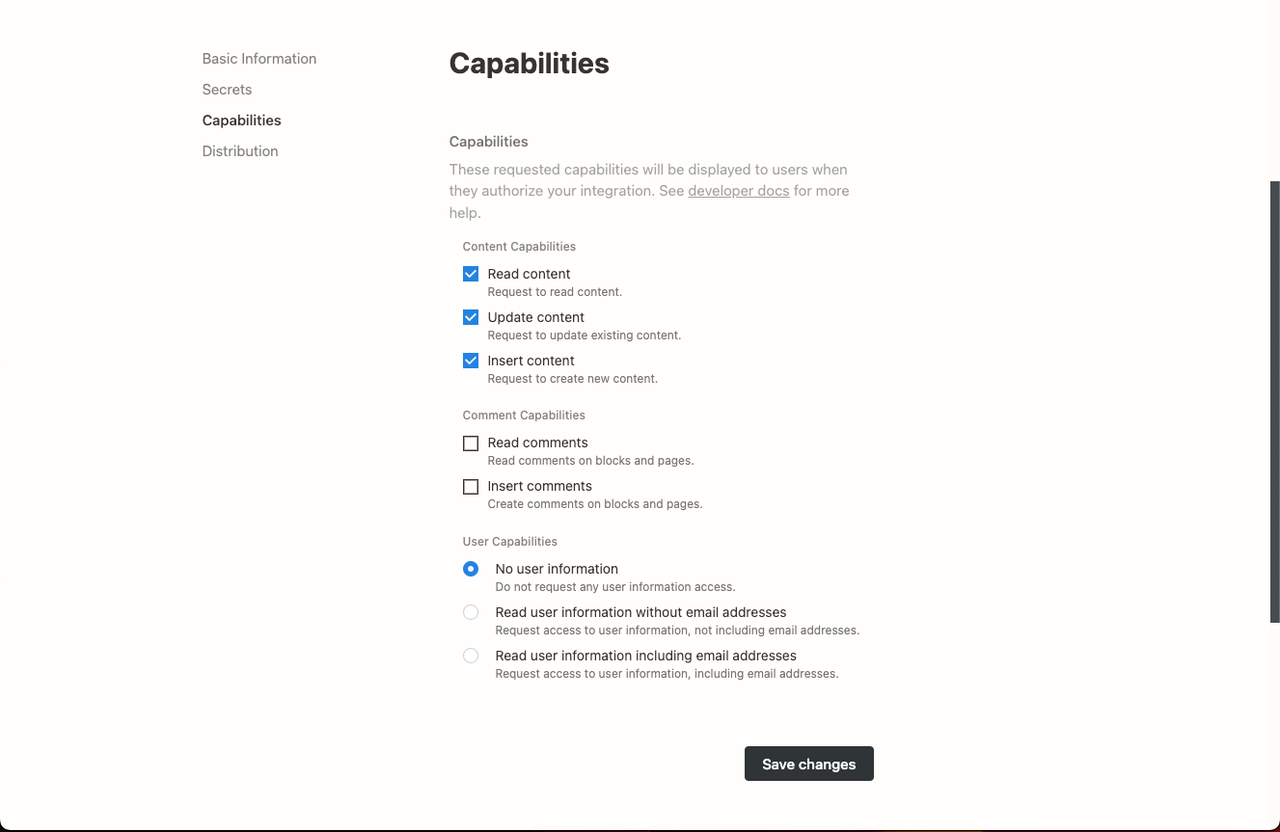 Basic Information
Secrets
Capabilities
Distribution
Capabilities
Capabilities
These requested capabilities will be displayed to users when
they authorize your integration. See developer docs for more
help.
Content Capabilities
Read content
Request to read content.
Update content
Request to update existing content.
Insert content
Request to create new content.
Comment Capabilities
Read comments
Read comments on blocks and pages.
Insert comments
Create comments on blocks and pages.
User Capabilities
No user information
Do not request any user information access.
Read user information without email addresses
Request access to user information, not including email addresses.
Read user information including email addresses
Request access to user information, including email addresses.
Save changes